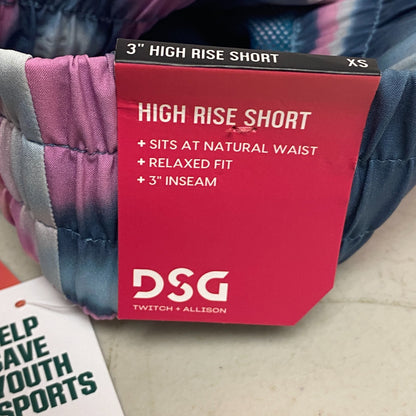 3" HIGH RISE SHORT XS
HIGH RISE SHORT
+ SITS AT NATURAL WAIST
+ RELAXED FIT
+ 3" INSEAM
DSG
TWITCH + ALLISON
ELP
SAVE
YOUTH
SPORTS